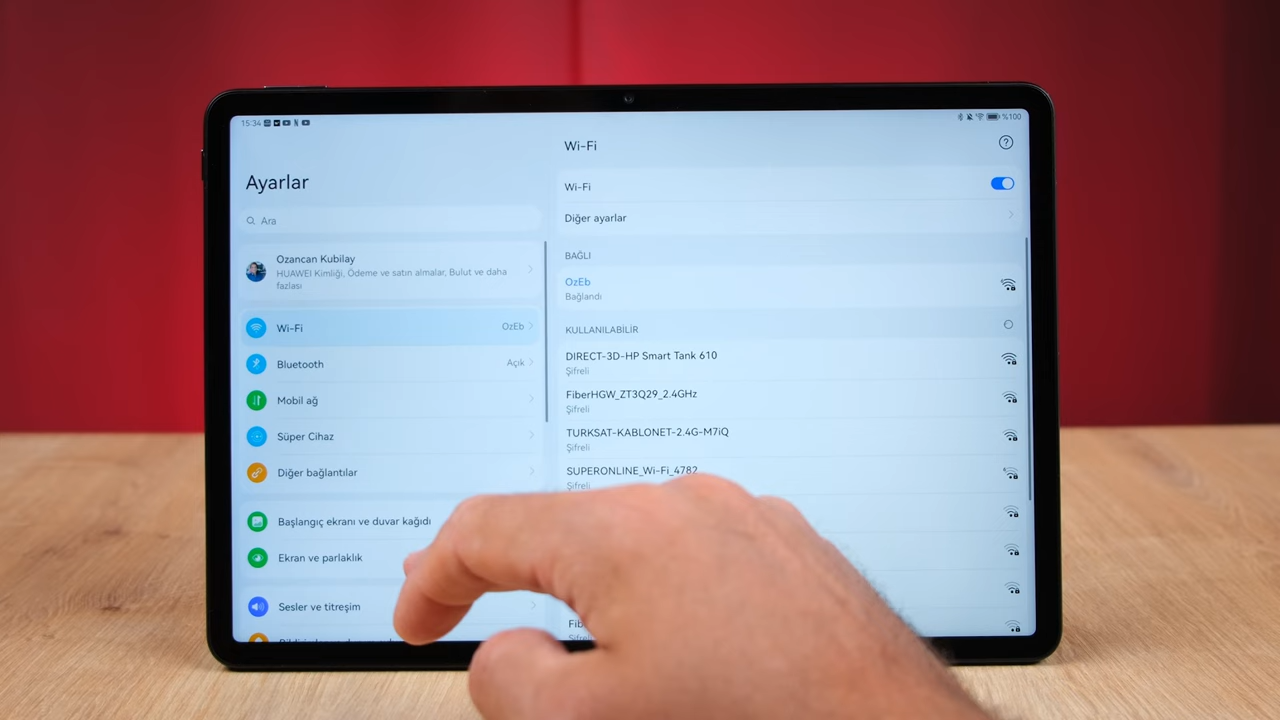 15:34
%100
Ayarlar
Ara
Ozancan Kubilay
HUAWEI Kimliği, Ödeme ve satın almalar, Bulut ve daha
fazlası
Wi-Fi OzEb
Bluetooth Açık
Mobil ağ
Süper Cihaz
Diğer bağlantılar
Başlangıç ekranı ve duvar kağıdı
Ekran ve parlaklık
Sesler ve titreşim
Wi-Fi
Wi-Fi
Diğer ayarlar
BAĞLI
OzEb
Bağlandı
KULLANILABİLİR
DIRECT-3D-HP Smart Tank 610
Şifreli
FiberHGW_ZT3Q29_2.4GHz
Şifreli
TURKSAT-KABLONET-2.4G-M7iQ
Şifreli
SUPERONLINE_Wi-Fi_4782
Şifreli
Fib